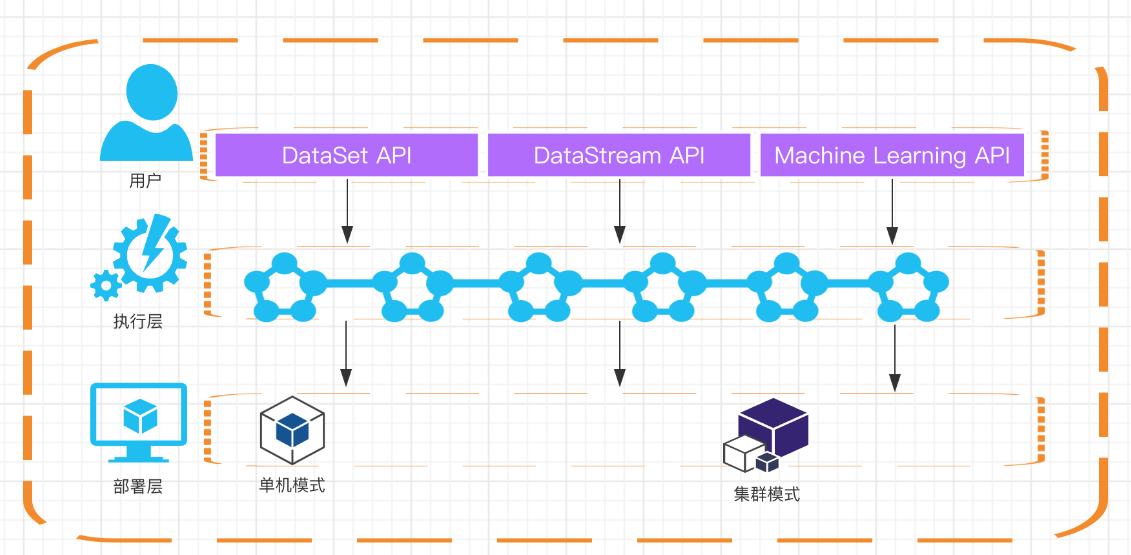 DataSet API
DataStream API
Machine Learning API
用户
执行层
部署层
单机模式
集群模式